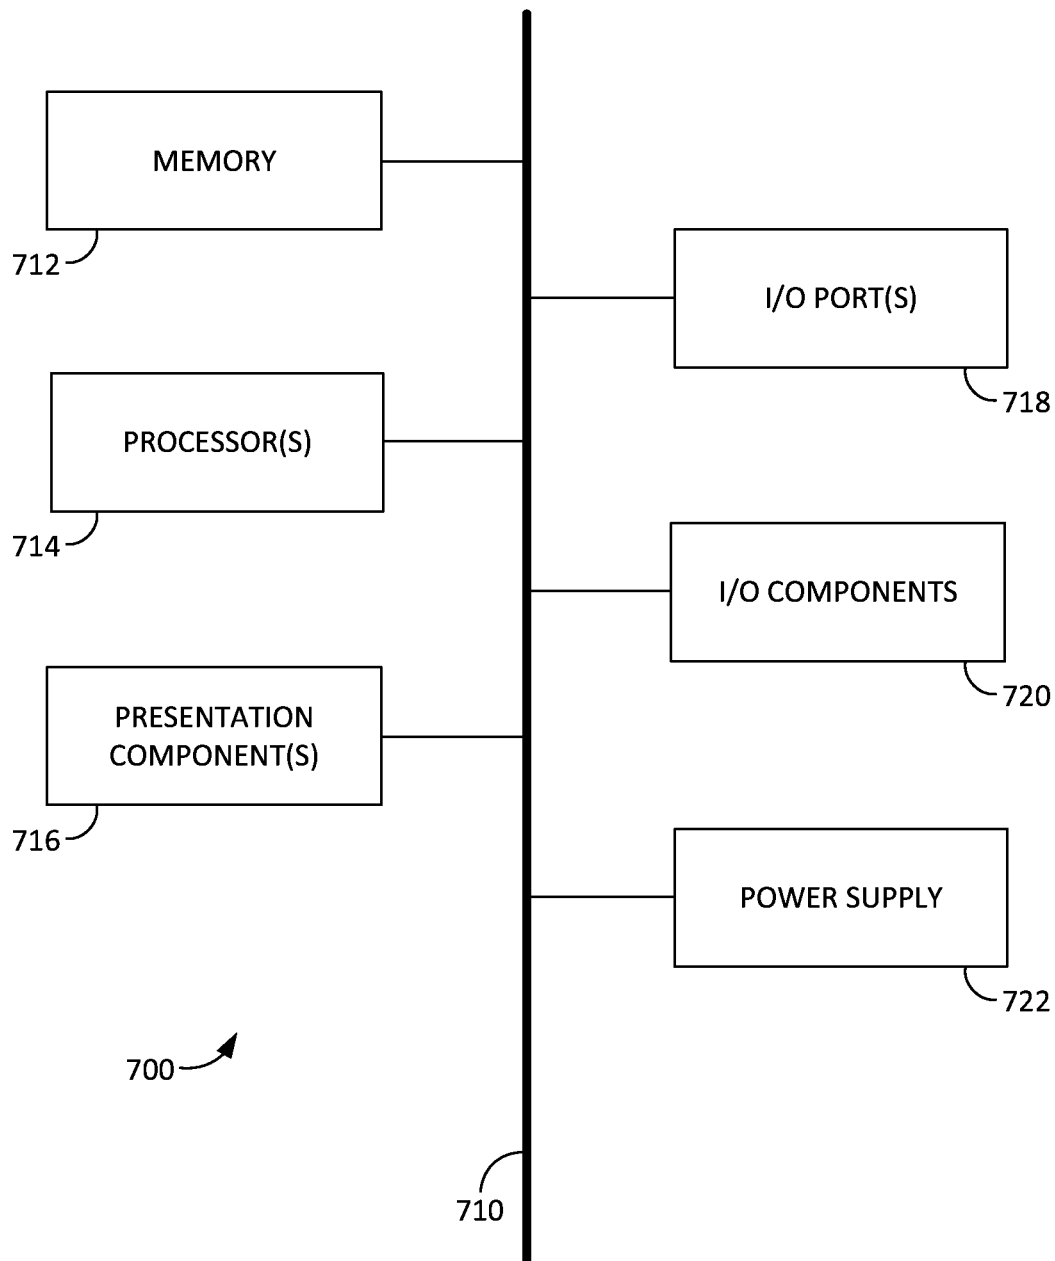 MEMORY
712
I/O PORT(S)
718
PROCESSOR(S)
714
I/O COMPONENTS
720
PRESENTATION
COMPONENT(S)
716
POWER SUPPLY
722
700
710